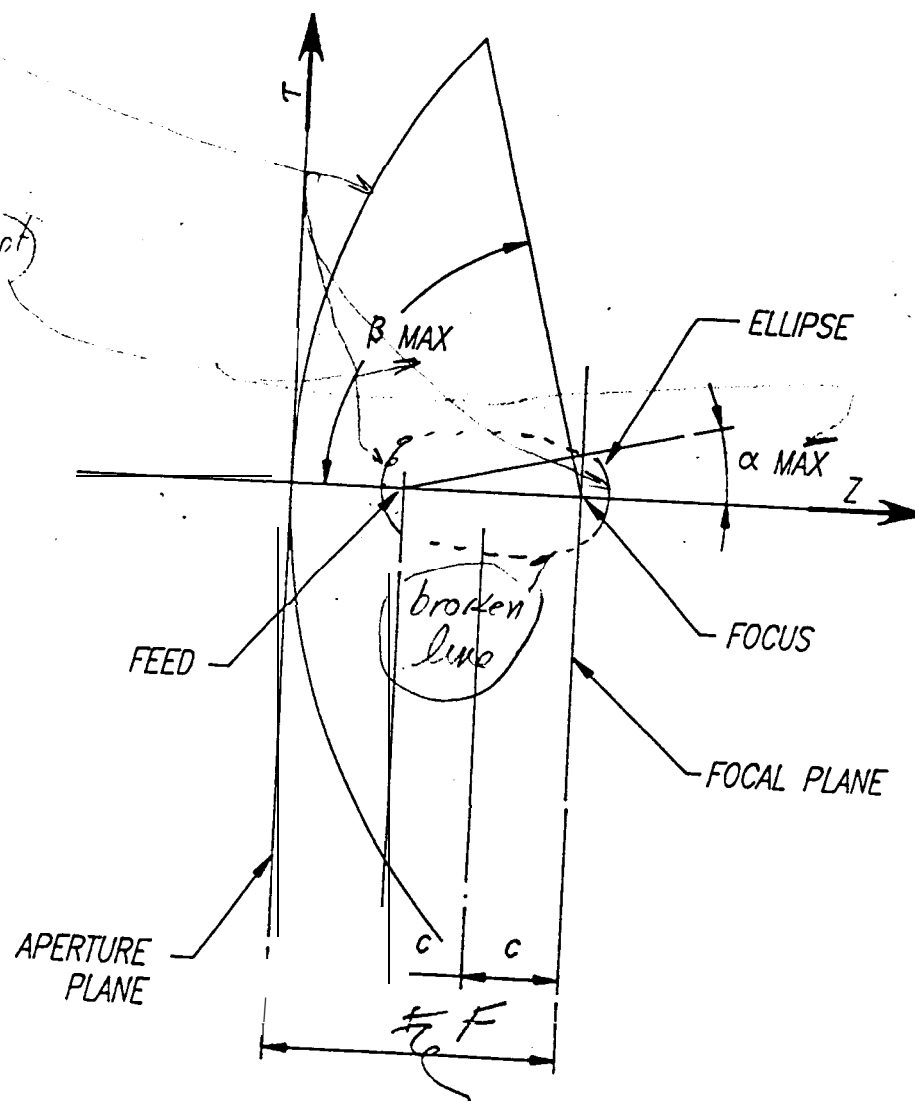 T
β MAX
ELLIPSE
α MAX
Z
broken
line
FEED
FOCUS
FOCAL PLANE
APERTURE
PLANE
C
C
F